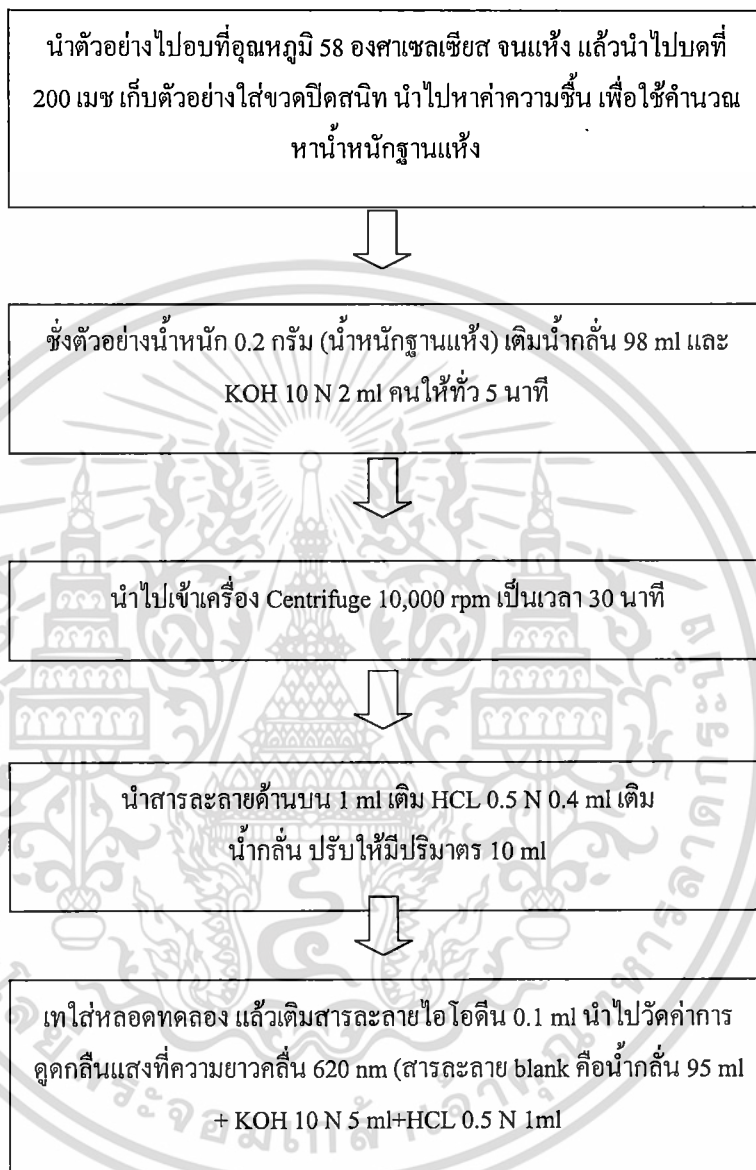 นำตัวอย่างไปอบที่อุณหภูมิ 58 องศาเซลเซียส จนแห้ง แล้วนำไปบดที่
200 เมช เก็บตัวอย่างใส่ขวดปิดสนิท นำไปหาค่าความชื้น เพื่อใช้คำนวณ
หาน้ำหนักฐานแห้ง
ชั่งตัวอย่างน้ำหนัก 0.2 กรัม (น้ำหนักฐานแห้ง) เติมน้ำกลั่น 98 ml และ
KOH 10 N 2 ml คนให้ทั่ว 5 นาที
นำไปเข้าเครื่อง Centrifuge 10,000 rpm เป็นเวลา 30 นาที
นำสารละลายด้านบน 1 ml เติม HCL 0.5 N 0.4 ml เติม
น้ำกลั่น ปรับให้มีปริมาตร 10 ml
เทใส่หลอดทดลอง แล้วเติมสารละลายไอโอดีน 0.1 ml นำไปวัดค่าการ
ดูดกลืนแสงที่ความยาวคลื่น 620 nm (สารละลาย blank คือน้ำกลั่น 95 ml
+ KOH 10 N 5 ml+HCL 0.5 N 1ml